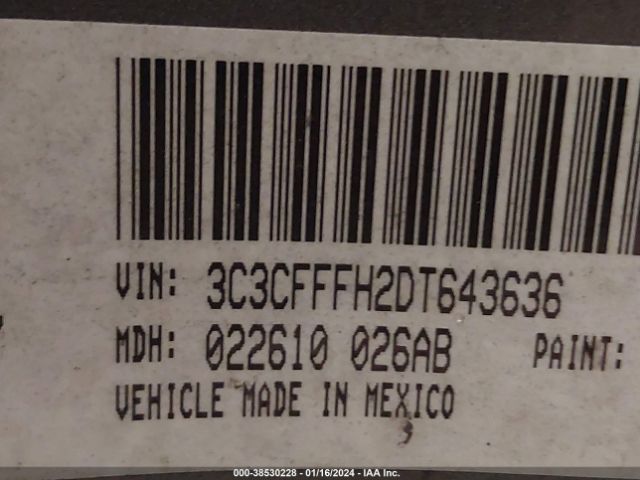 VIN: 3C3CFFFH2DT643636
MDH: 022610 026AB PAINT:
VEHICLE MADE IN MEXICO
000-38530228 - 01/16/2024 - IAA Inc.